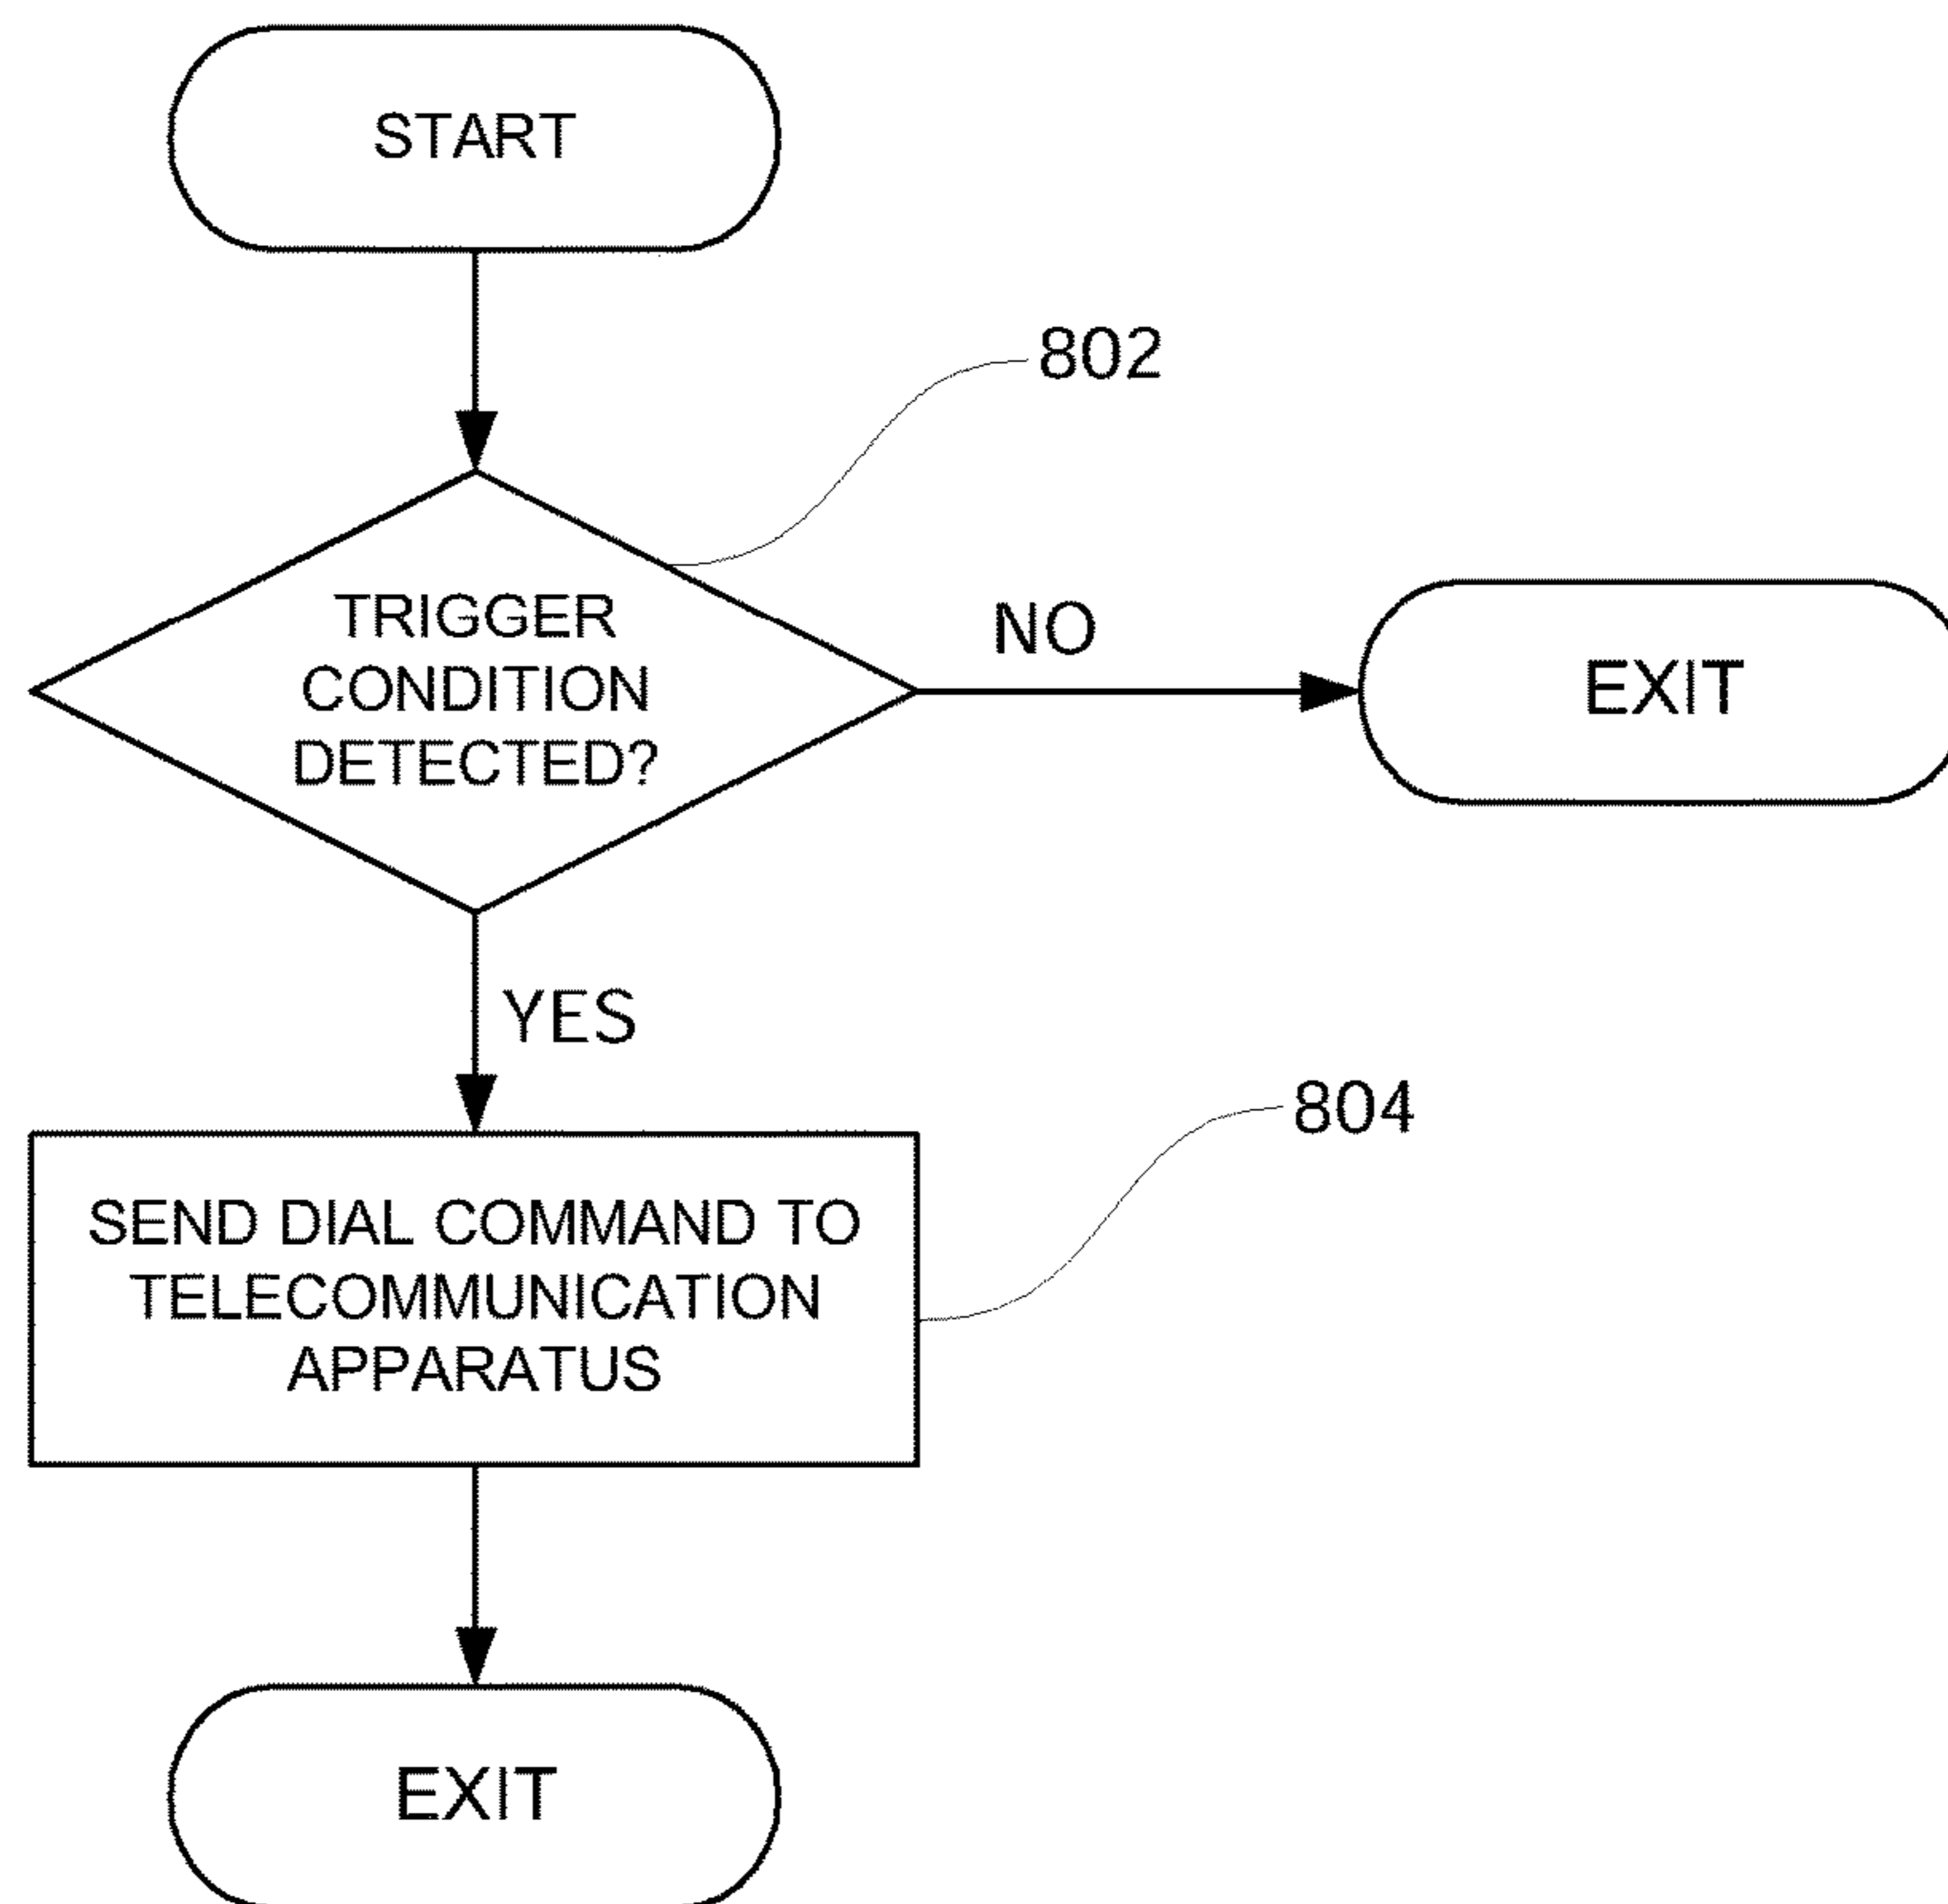 START
802
TRIGGER
CONDITION
DETECTED?
NO
EXIT
YES
804
SEND DIAL COMMAND TO
TELECOMMUNICATION
APPARATUS
EXIT